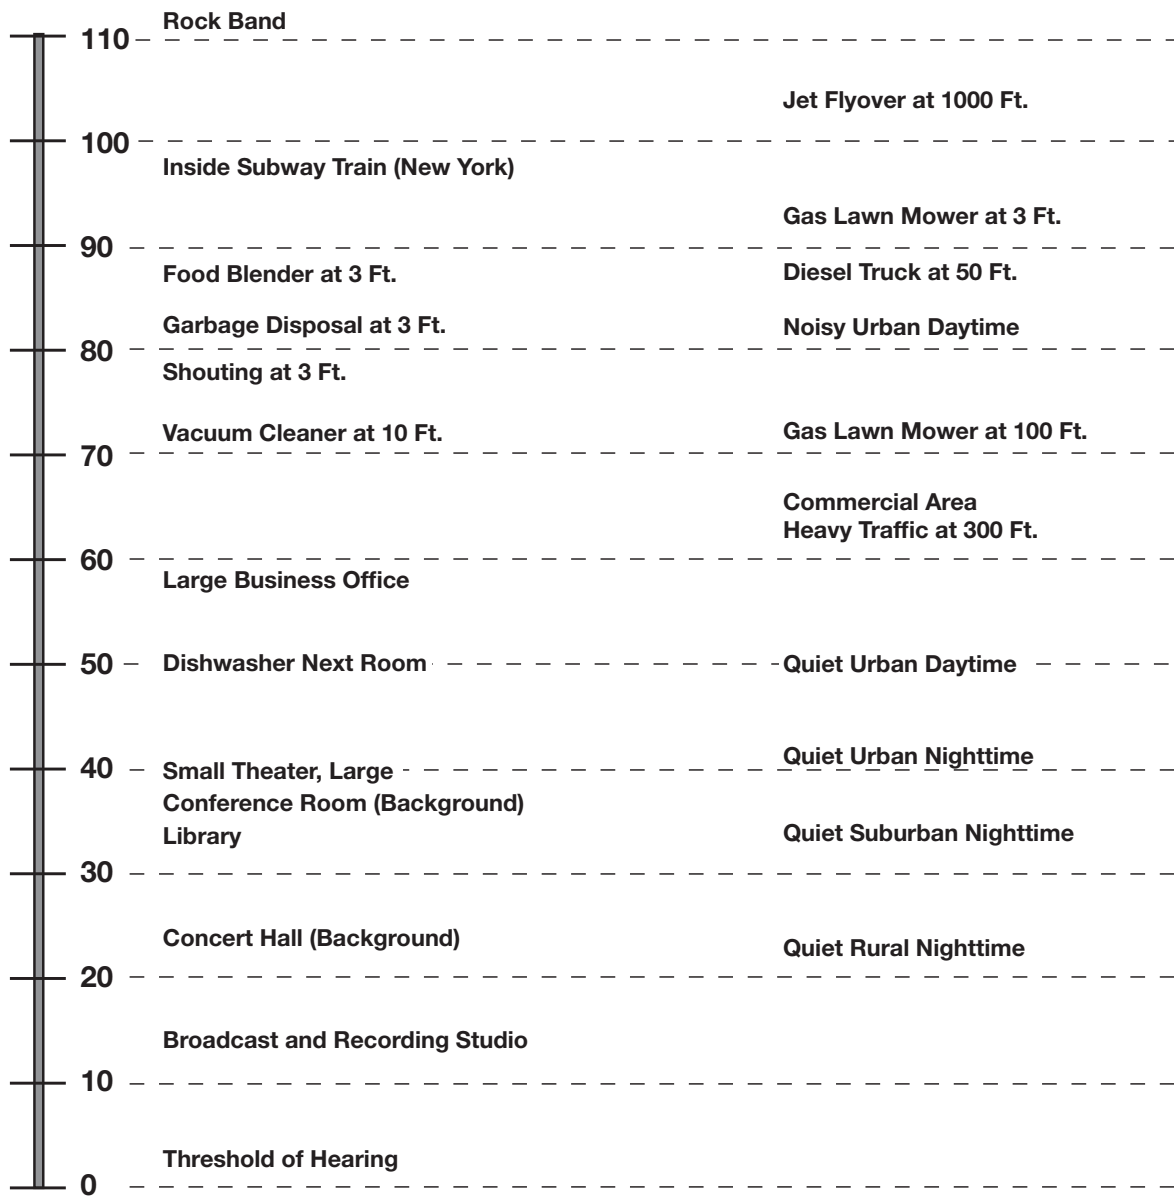 Rock Band
110
Jet Flyover at 1000 Ft.
100
Inside Subway Train (New York)
Gas Lawn Mower at 3 Ft.
90
Food Blender at 3 Ft.
Diesel Truck at 50 Ft.
Garbage Disposal at 3 Ft.
Noisy Urban Daytime
80
Shouting at 3 Ft.
Vacuum Cleaner at 10 Ft.
Gas Lawn Mower at 100 Ft.
70
Commercial Area
Heavy Traffic at 300 Ft.
60
Large Business Office
50
Dishwasher Next Room
Quiet Urban Daytime
Quiet Urban Nighttime
40
Small Theater, Large
Conference Room (Background)
Library
Quiet Suburban Nighttime
30
Concert Hall (Background)
Quiet Rural Nighttime
20
Broadcast and Recording Studio
10
Threshold of Hearing
0